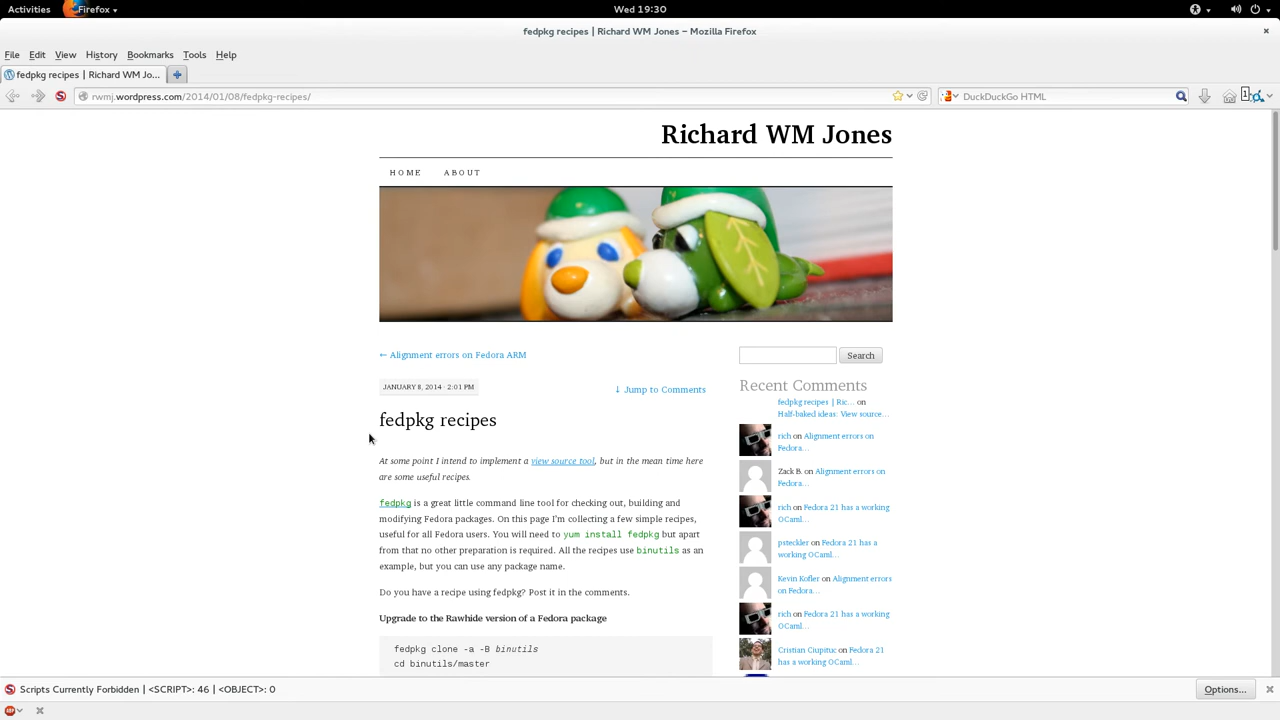 Activities Firefox Wed 19:30
fedpkg recipes | Richard WM Jones – Mozilla Firefox
File Edit View History Bookmarks Tools Help
fedpkg recipes | Richard WM Jo...
rwmj.wordpress.com/2014/01/08/fedpkg-recipes/ DuckDuckGo HTML 1
Richard WM Jones
HOME ABOUT
← Alignment errors on Fedora ARM
JANUARY 8, 2014 · 2:01 PM
↓ Jump to Comments
fedpkg recipes
At some point I intend to implement a view source tool, but in the mean time here
are some useful recipes.
fedpkg is a great little command line tool for checking out, building and
modifying Fedora packages. On this page I'm collecting a few simple recipes,
useful for all Fedora users. You will need to yum install fedpkg but apart
from that no other preparation is required. All the recipes use binutils as an
example, but you can use any package name.
Do you have a recipe using fedpkg? Post it in the comments.
Upgrade to the Rawhide version of a Fedora package
fedpkg clone -a -B binutils
cd binutils/master
Search
Recent Comments
fedpkg recipes | Ric... on
Half-baked ideas: View source...
rich on Alignment errors on
Fedora...
Zack B. on Alignment errors on
Fedora...
rich on Fedora 21 has a working
OCaml...
psteckler on Fedora 21 has a
working OCaml...
Kevin Kofler on Alignment errors
on Fedora...
rich on Fedora 21 has a working
OCaml...
Cristian Ciupitu on Fedora 21
has a working OCaml...
Scripts Currently Forbidden | <SCRIPT>: 46 | <OBJECT>: 0
Options...
ABP